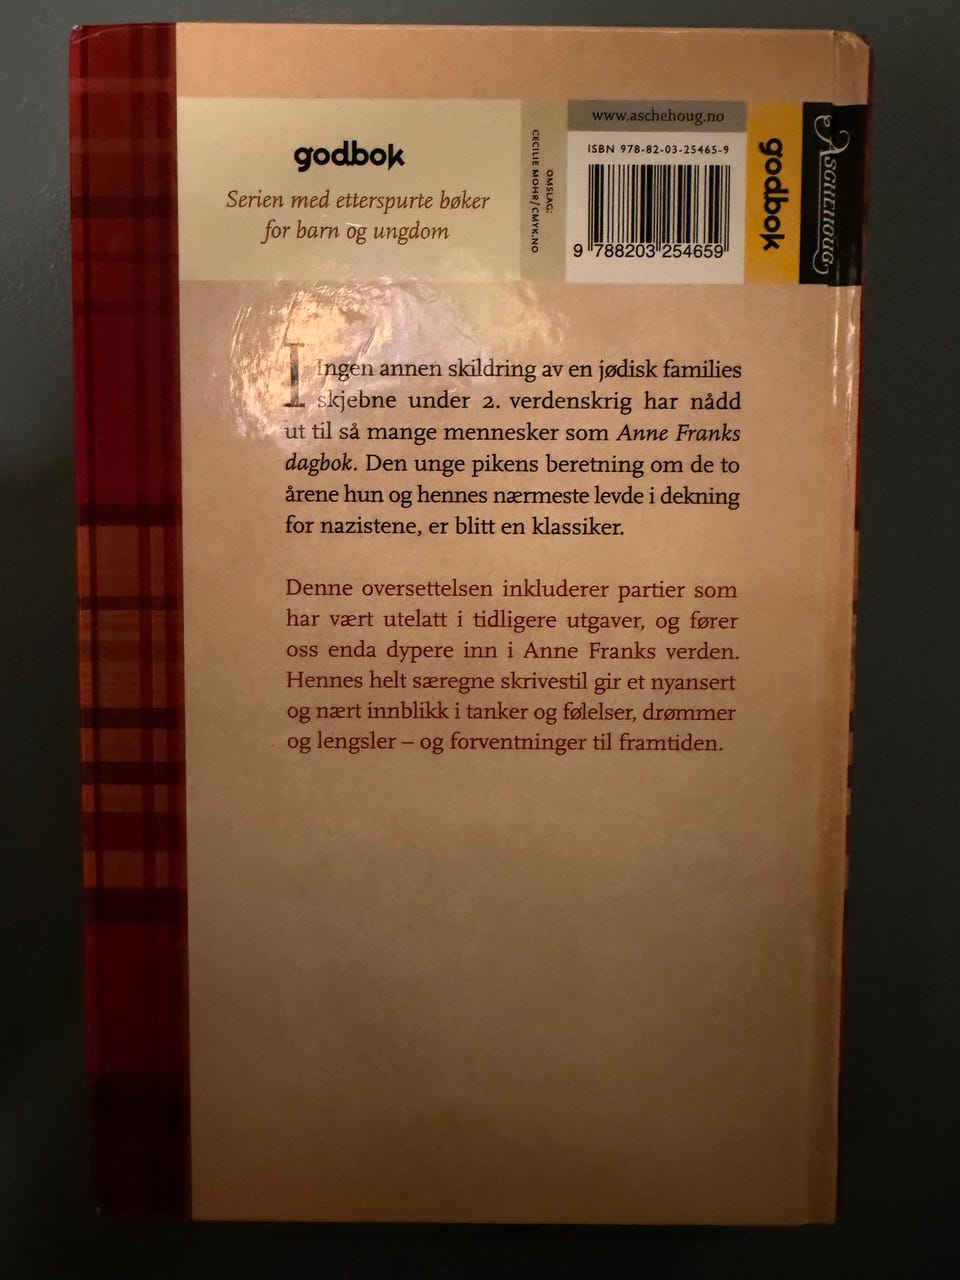 godbok
Serien med etterspurte bøker
for barn og ungdom
OMSLAG:
CECILIE MOHR/CMYK.NO
www.aschehoug.no
ISBN 978-82-03-25465-9
9 788203 254659
godbok
ASCHEHOUG
I Ingen annen skildring av en jødisk families
skjebne under 2. verdenskrig har nådd
ut til så mange mennesker som Anne Franks
dagbok. Den unge pikens beretning om de to
årene hun og hennes nærmeste levde i dekning
for nazistene, er blitt en klassiker.
Denne oversettelsen inkluderer partier som
har vært utelatt i tidligere utgaver, og fører
oss enda dypere inn i Anne Franks verden.
Hennes helt særegne skrivestil gir et nyansert
og nært innblikk i tanker og følelser, drømmer
og lengsler – og forventninger til framtiden.